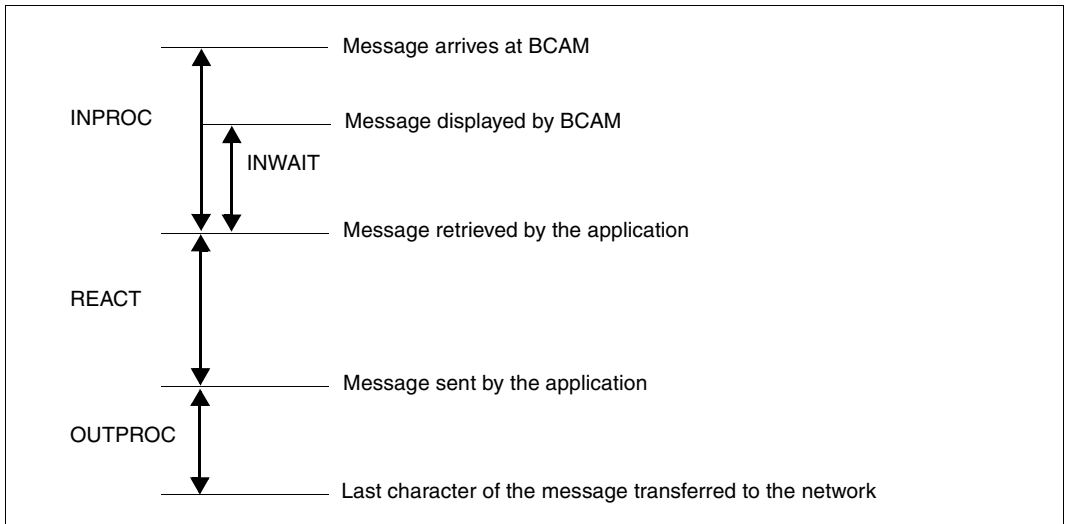 Message arrives at BCAM
INPROC
Message displayed by BCAM
INWAIT
Message retrieved by the application
REACT
Message sent by the application
OUTPROC
Last character of the message transferred to the network